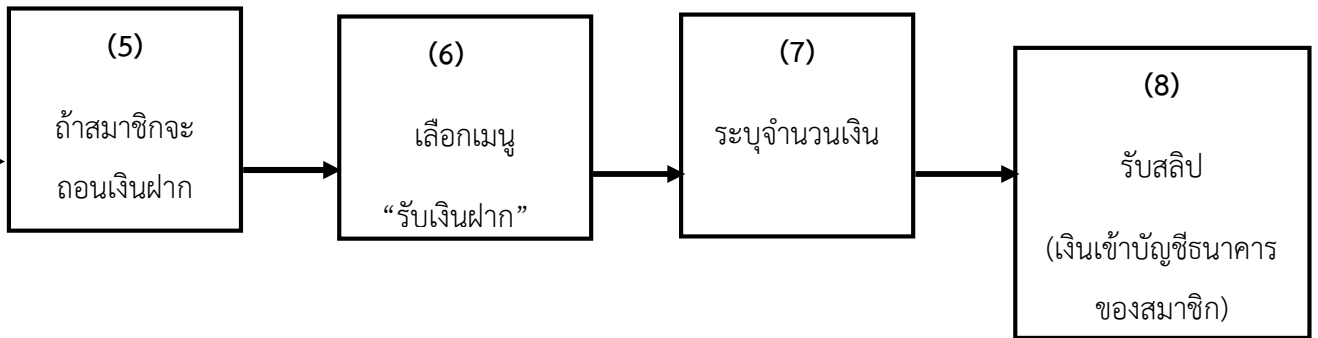 (5)
ถ้าสมาชิกจะ
ถอนเงินฝาก
(6)
เลือกเมนู
“รับเงินฝาก”
(7)
ระบุจำนวนเงิน
(8)
รับสลิป
(เงินเข้าบัญชีธนาคาร
ของสมาชิก)